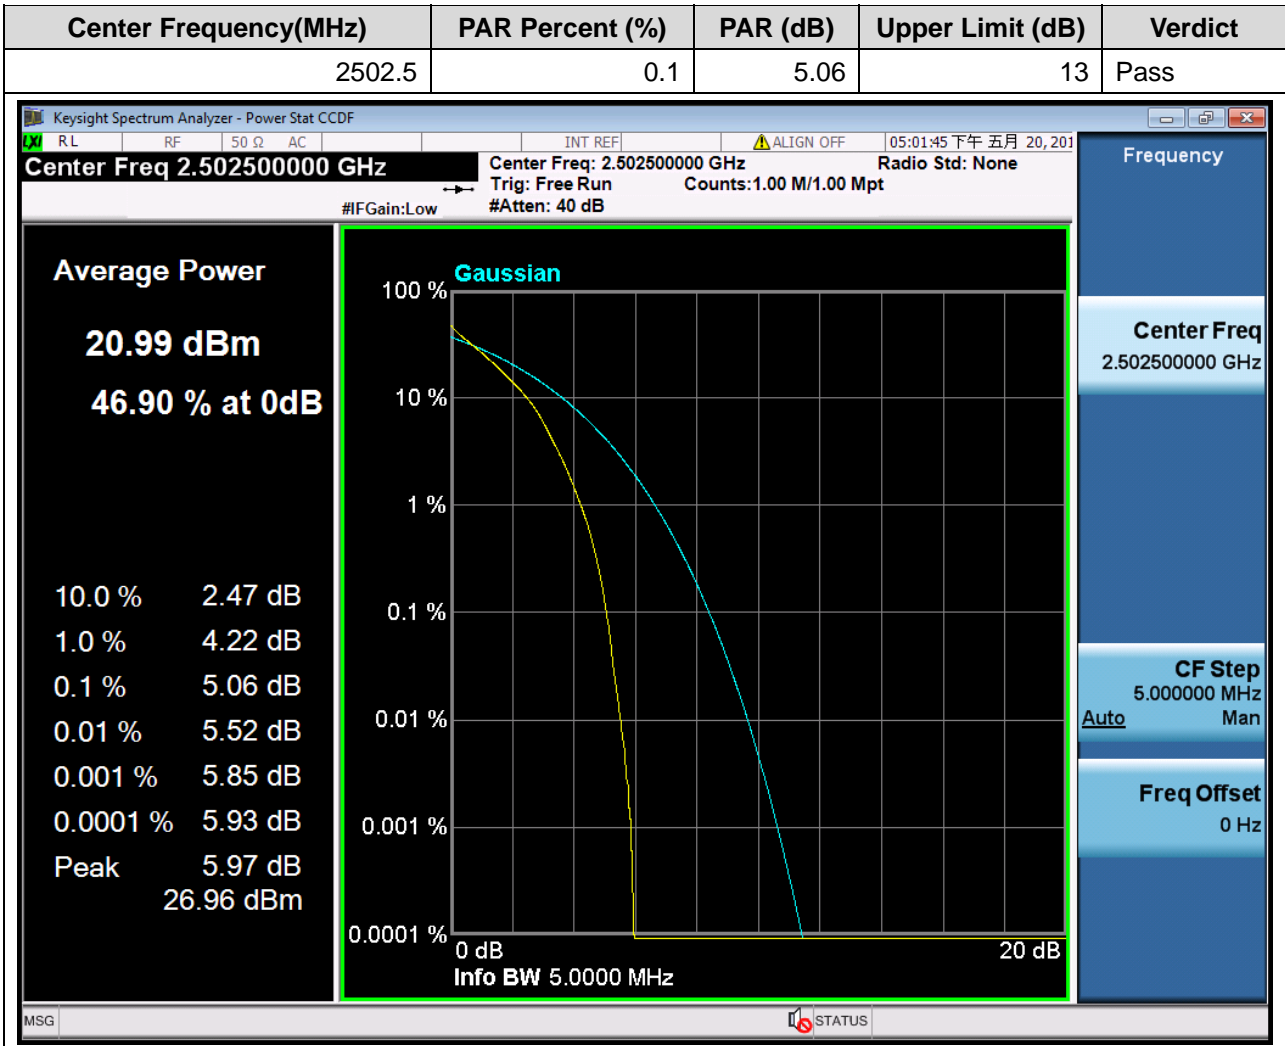 Center Frequency(MHz) PAR Percent (%) PAR (dB) Upper Limit (dB) Verdict
2502.5 0.1 5.06 13 Pass
Keysight Spectrum Analyzer - Power Stat CCDF
LXI RL RF 50 Ω AC INT REF ALIGN OFF 05:01:45 下午 五月 20, 201
Center Freq 2.502500000 GHz
Center Freq: 2.502500000 GHz Radio Std: None
Trig: Free Run Counts:1.00 M/1.00 Mpt
#IFGain:Low #Atten: 40 dB
Frequency
Average Power
20.99 dBm
46.90 % at 0dB
10.0 % 2.47 dB
1.0 % 4.22 dB
0.1 % 5.06 dB
0.01 % 5.52 dB
0.001 % 5.85 dB
0.0001 % 5.93 dB
Peak 5.97 dB
26.96 dBm
Gaussian
100 %
10 %
1 %
0.1 %
0.01 %
0.001 %
0.0001 %
0 dB 20 dB
Info BW 5.0000 MHz
Center Freq
2.502500000 GHz
CF Step
5.000000 MHz
Auto Man
Freq Offset
0 Hz
MSG STATUS